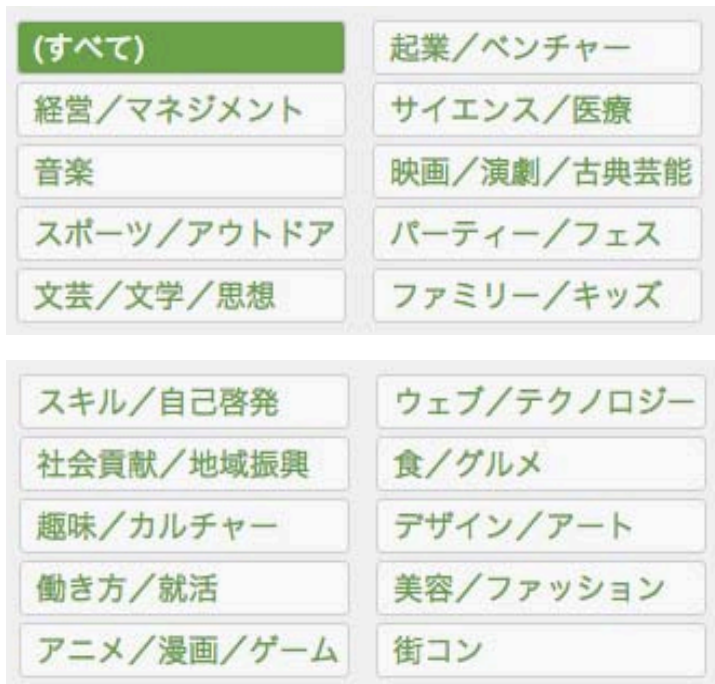 (すべて)
起業／ベンチャー
経営／マネジメント
サイエンス／医療
音楽
映画／演劇／古典芸能
スポーツ／アウトドア
パーティー／フェス
文芸／文学／思想
ファミリー／キッズ
スキル／自己啓発
ウェブ／テクノロジー
社会貢献／地域振興
食／グルメ
趣味／カルチャー
デザイン／アート
働き方／就活
美容／ファッション
アニメ／漫画／ゲーム
街コン